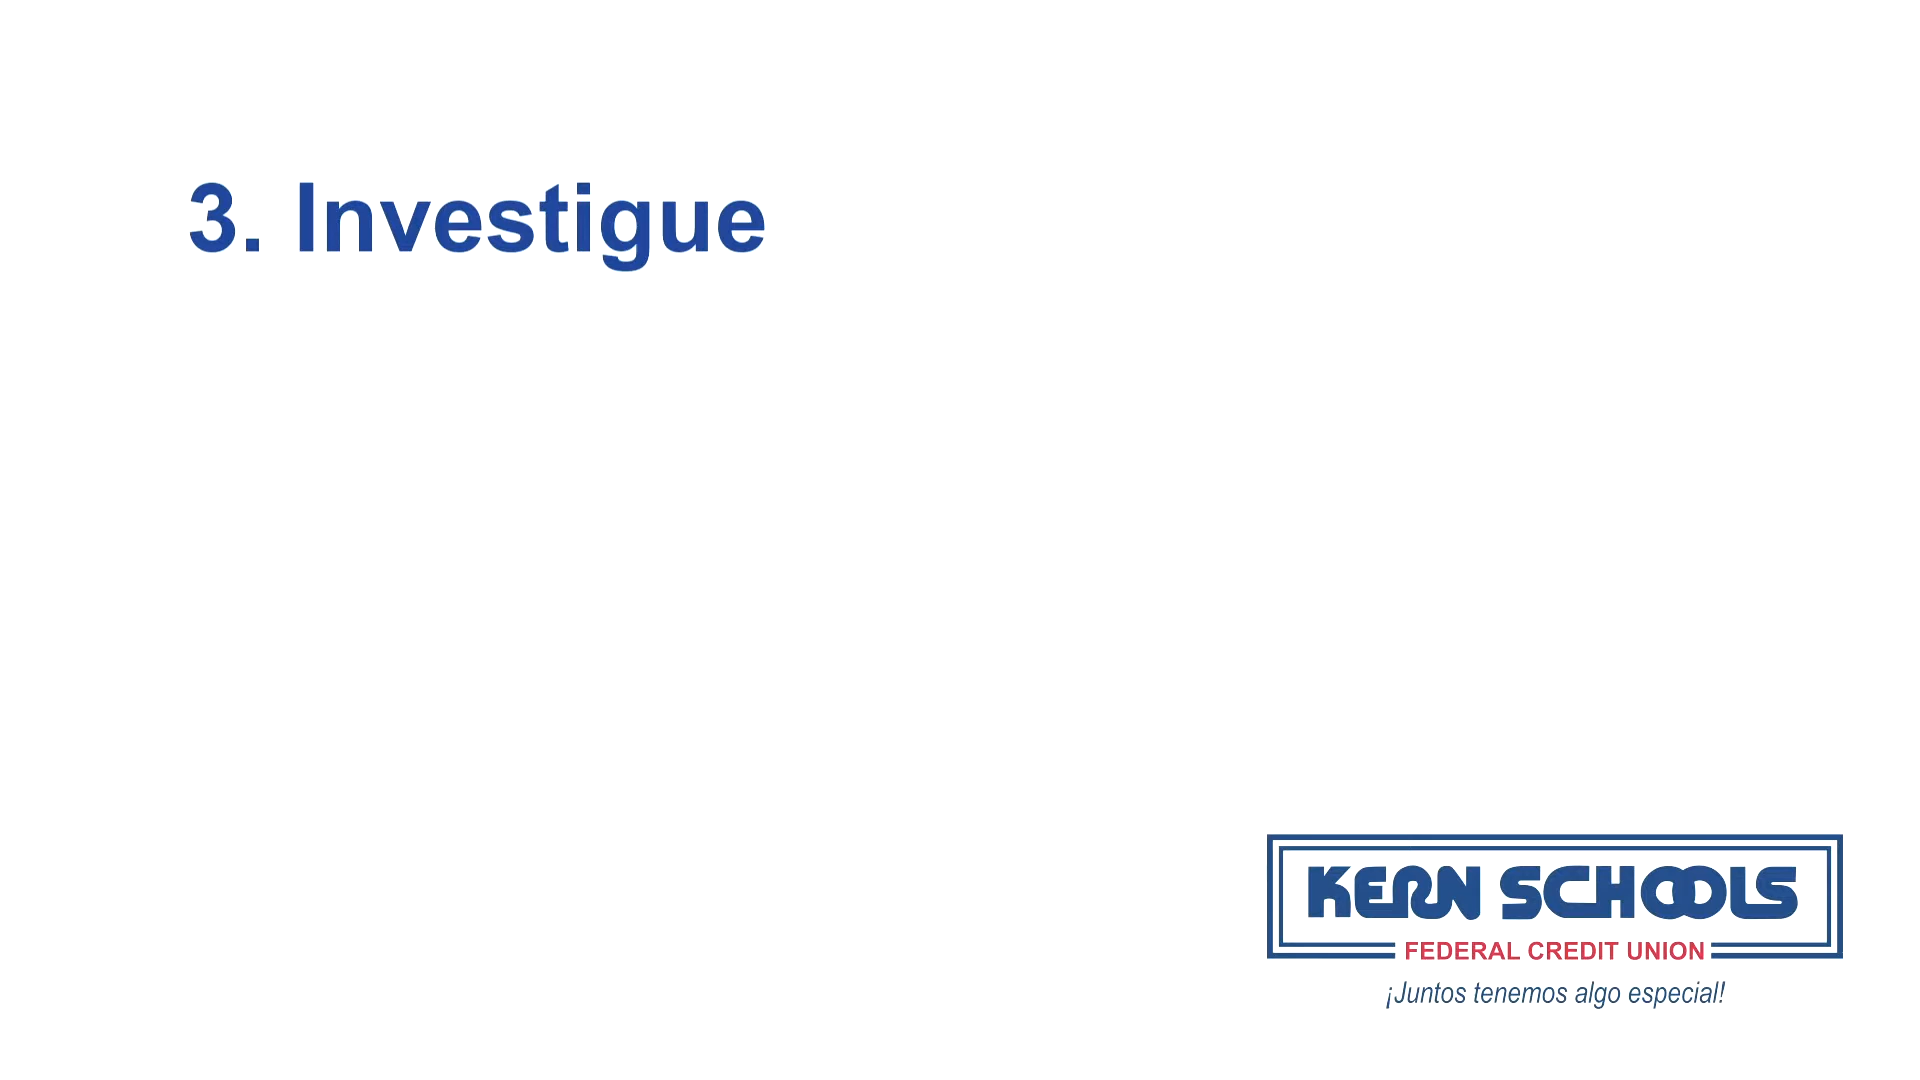 3. Investigue
KERN SCHOOLS
FEDERAL CREDIT UNION
¡Juntos tenemos algo especial!